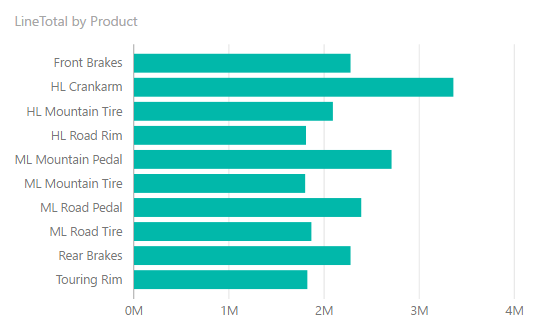 LineTotal by Product
Front Brakes
HL Crankarm
HL Mountain Tire
HL Road Rim
ML Mountain Pedal
ML Mountain Tire
ML Road Pedal
ML Road Tire
Rear Brakes
Touring Rim
0M 1M 2M 3M 4M